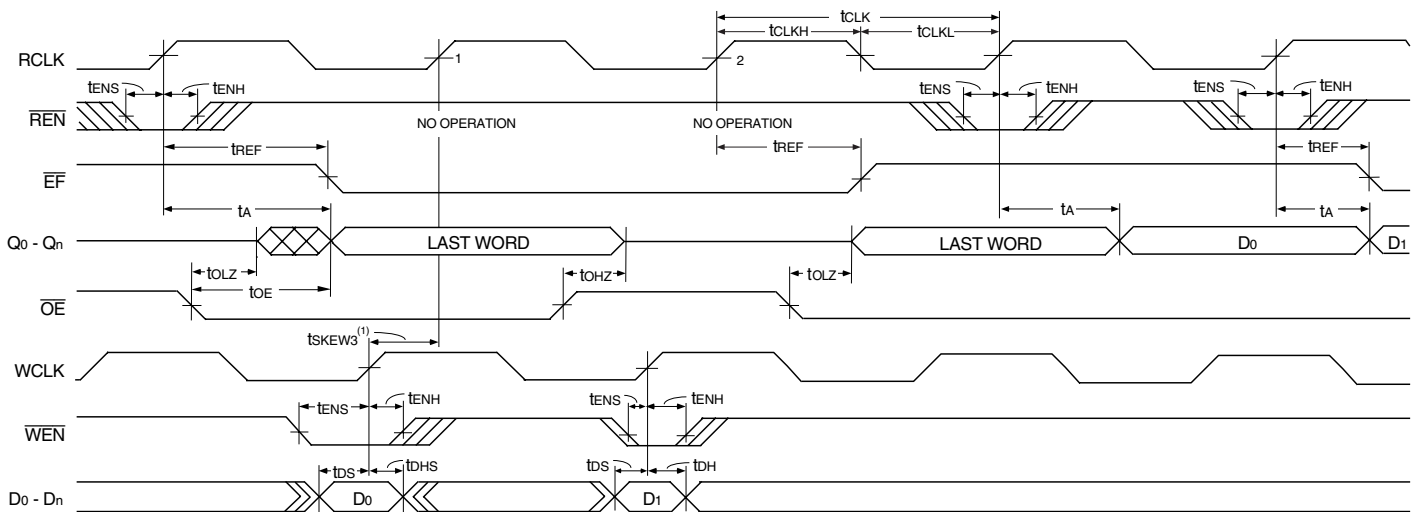 tCLK
tCLKH tCLKL
RCLK 1 2
tENS tENH tENS tENH tENS tENH
REN NO OPERATION NO OPERATION
tREF tREF tREF
EF
tA tA tA
Q0 - Qn LAST WORD LAST WORD D0 D1
tOLZ tOHZ tOLZ
tOE
OE
tSKEW3(1)
WCLK
tENS tENH tENS tENH
WEN
tDS tDHS tDS tDH
D0 - Dn D0 D1